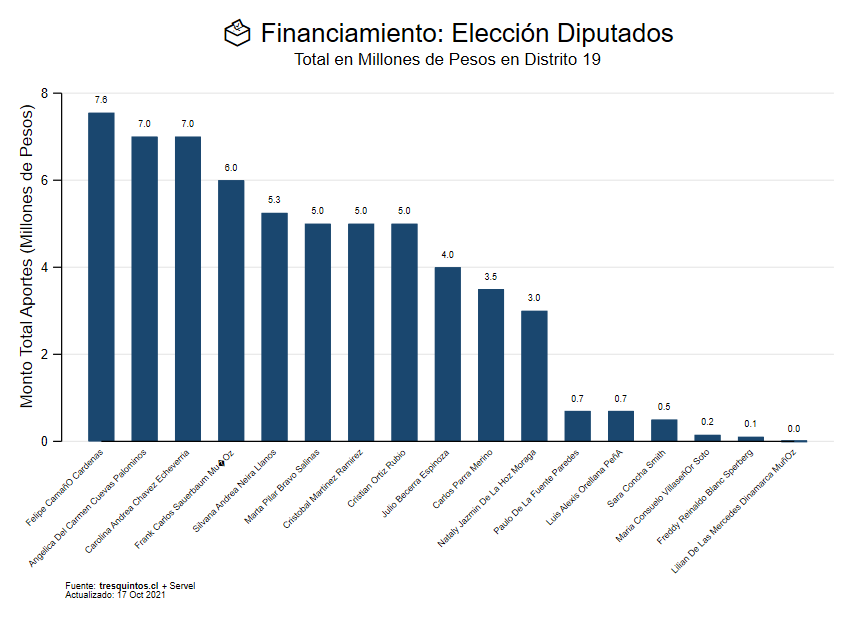 Financiamiento: Elección Diputados
Total en Millones de Pesos en Distrito 19
Monto Total Aportes (Millones de Pesos)
8
6
4
2
0
7.6
7.0
7.0
6.0
5.3
5.0
5.0
5.0
4.0
3.5
3.0
0.7
0.7
0.5
0.2
0.1
0.0
Felipe CamañO Cardenas
Angelica Del Carmen Cuevas Palominos
Carolina Andrea Chavez Echeverria
Frank Carlos Sauerbaum Mu�Oz
Silvana Andrea Neira Llanos
Marta Pilar Bravo Salinas
Cristobal Martinez Ramirez
Cristian Ortiz Rubio
Julio Becerra Espinoza
Carlos Parra Merino
Nataly Jazmin De La Hoz Moraga
Paulo De La Fuente Paredes
Luis Alexis Orellana PeñA
Sara Concha Smith
Maria Consuelo VillaseñOr Soto
Freddy Reinaldo Blanc Sperberg
Lilian De Las Mercedes Dinamarca MuñOz
Fuente: tresquintos.cl + Servel
Actualizado: 17 Oct 2021